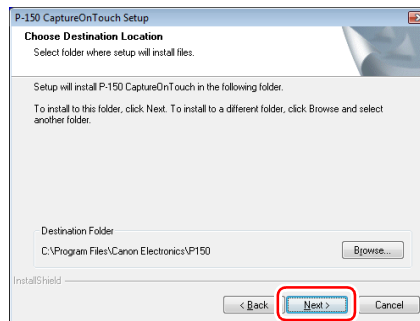 P-150 CaptureOnTouch Setup
Choose Destination Location
Select folder where setup will install files.
Setup will install P-150 CaptureOnTouch in the following folder.
To install to this folder, click Next. To install to a different folder, click Browse and select
another folder.
Destination Folder
C:\Program Files\Canon Electronics\P150
Browse...
InstallShield
< Back
Next >
Cancel